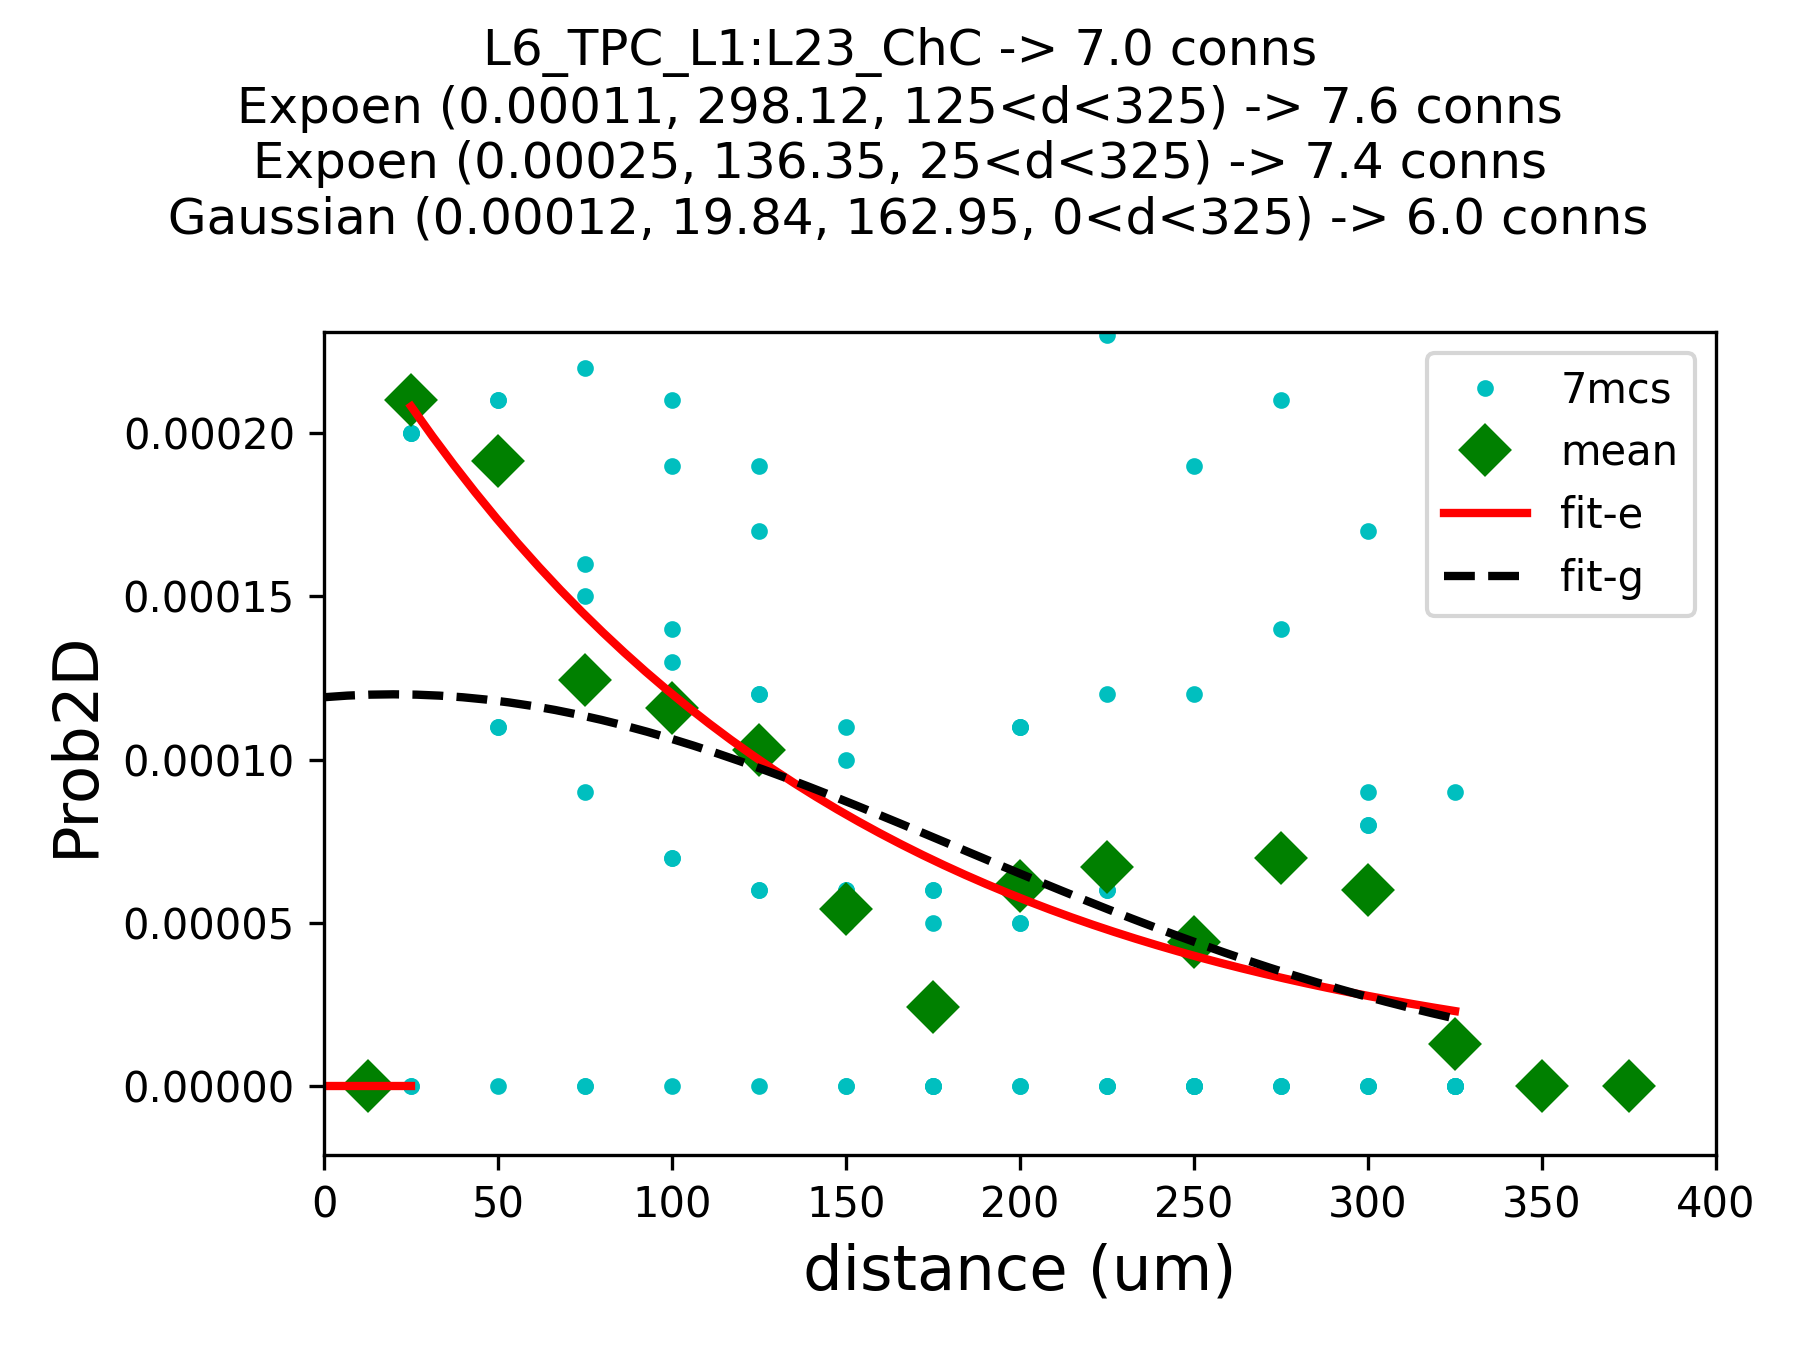 L6_TPC_L1:L23_ChC -> 7.0 conns
Expoen (0.00011, 298.12, 125<d<325) -> 7.6 conns
Expoen (0.00025, 136.35, 25<d<325) -> 7.4 conns
Gaussian (0.00012, 19.84, 162.95, 0<d<325) -> 6.0 conns
7mcs
mean
fit-e
fit-g
Prob2D
0.00020
0.00015
0.00010
0.00005
0.00000
0 50 100 150 200 250 300 350 400
distance (um)